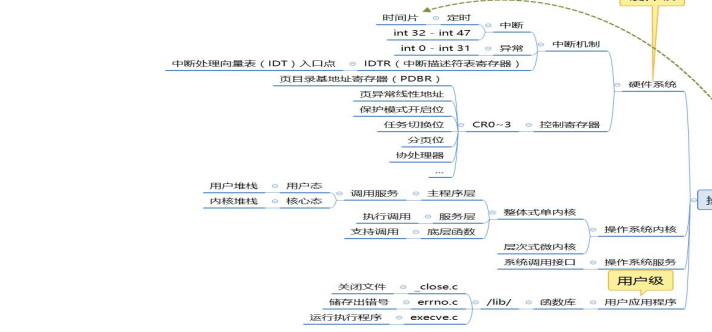 时间片 定时 中断
int 32 - int 47
int 0 - int 31 异常
中断机制
中断处理向量表（IDT）入口点 IDTR（中断描述符表寄存器）
页目录基地址寄存器（PDBR）
硬件系统
页异常线性地址
保护模式开启位
任务切换位 CR0~3 控制寄存器
分页位
协处理器
...
用户堆栈 用户态
调用服务 主程序层
内核堆栈 核心态
执行调用 服务层 整体式单内核
支持调用 底层函数
操作系统内核
层次式微内核
系统调用接口 操作系统服务
用户级
关闭文件 _close.c
储存出错号 errno.c /lib/ 函数库 用户应用程序
运行执行程序 execve.c